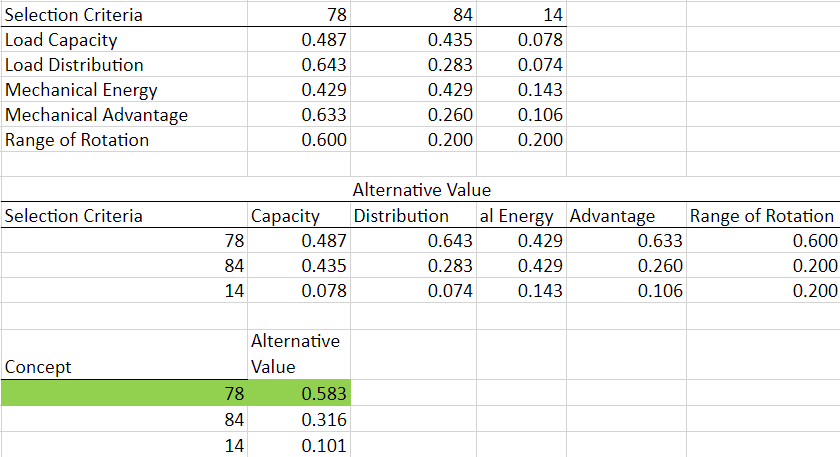 Selection Criteria 78 84 14
Load Capacity 0.487 0.435 0.078
Load Distribution 0.643 0.283 0.074
Mechanical Energy 0.429 0.429 0.143
Mechanical Advantage 0.633 0.260 0.106
Range of Rotation 0.600 0.200 0.200
Alternative Value
Selection Criteria Capacity Distribution al Energy Advantage Range of Rotation
78 0.487 0.643 0.429 0.633 0.600
84 0.435 0.283 0.429 0.260 0.200
14 0.078 0.074 0.143 0.106 0.200
Alternative
Concept Value
78 0.583
84 0.316
14 0.101